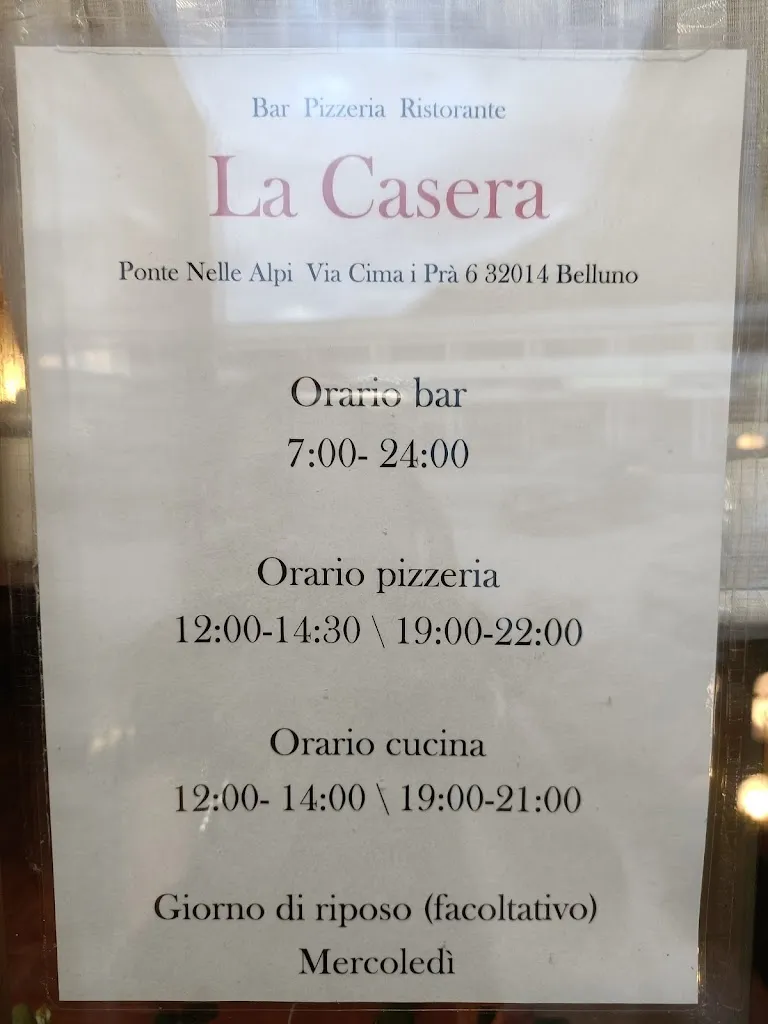 Bar Pizzeria Ristorante
La Casera
Ponte Nelle Alpi Via Cima i Prà 6 32014 Belluno
Orario bar
7:00- 24:00
Orario pizzeria
12:00-14:30 \ 19:00-22:00
Orario cucina
12:00- 14:00 \ 19:00-21:00
Giorno di riposo (facoltativo)
Mercoledì